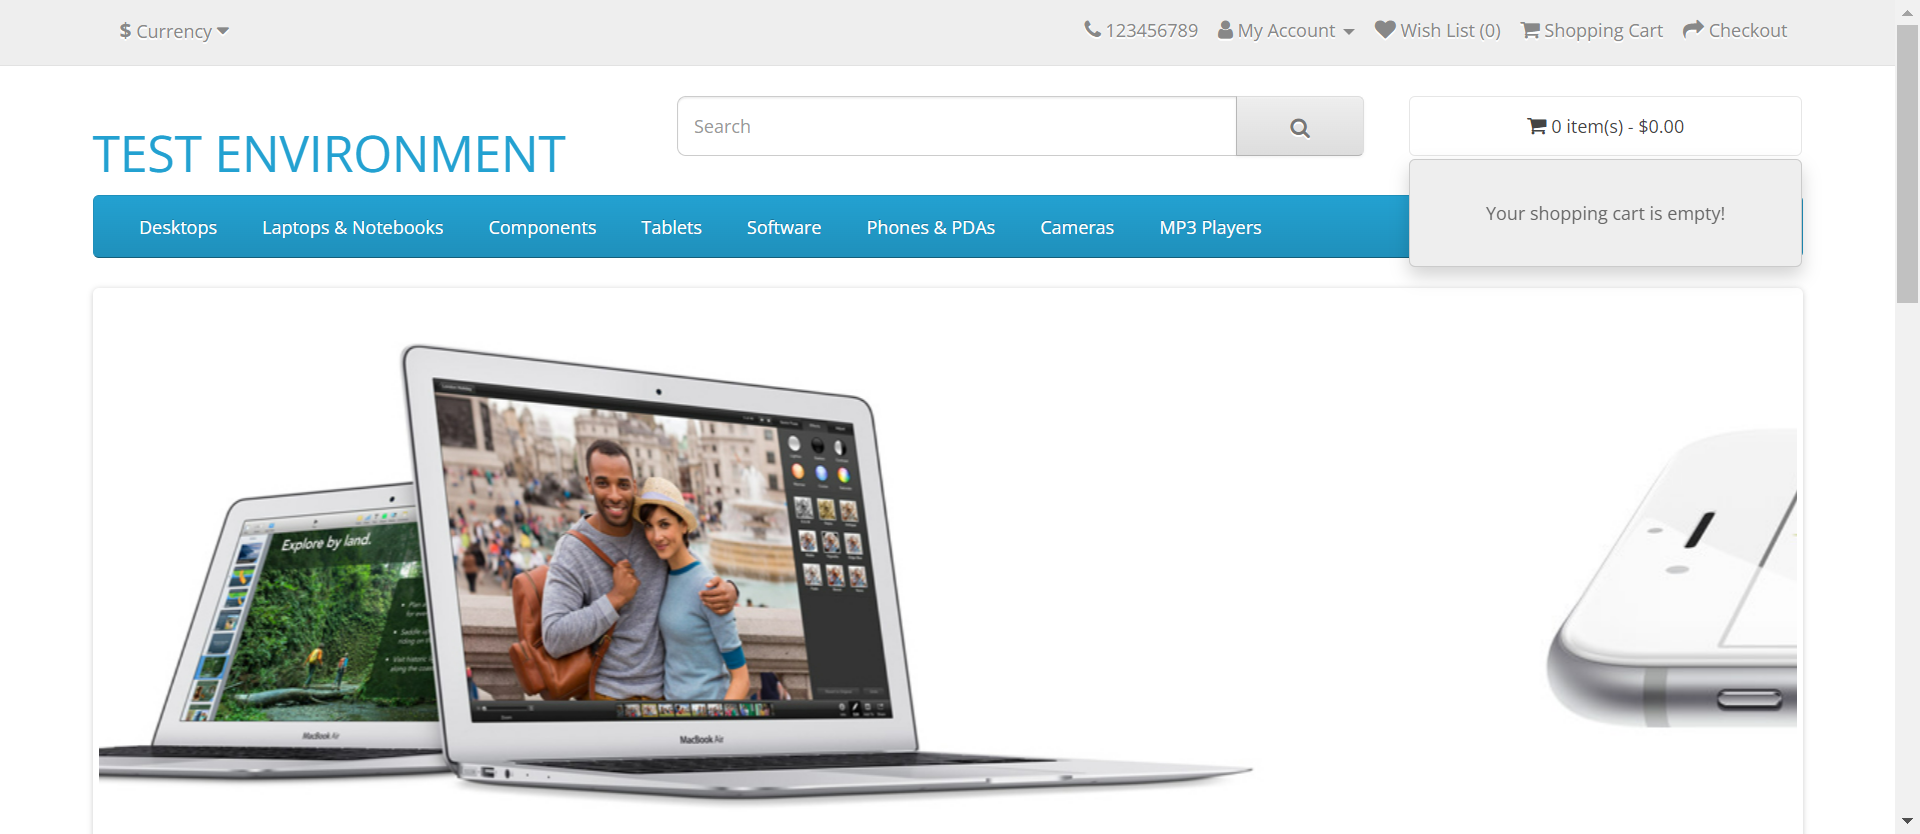 $ Currency
123456789 My Account Wish List (0) Shopping Cart Checkout
Search
0 item(s) - $0.00
TEST ENVIRONMENT
Your shopping cart is empty!
Desktops Laptops & Notebooks Components Tablets Software Phones & PDAs Cameras MP3 Players
Explore by land.
MacBook Air
MacBook Air